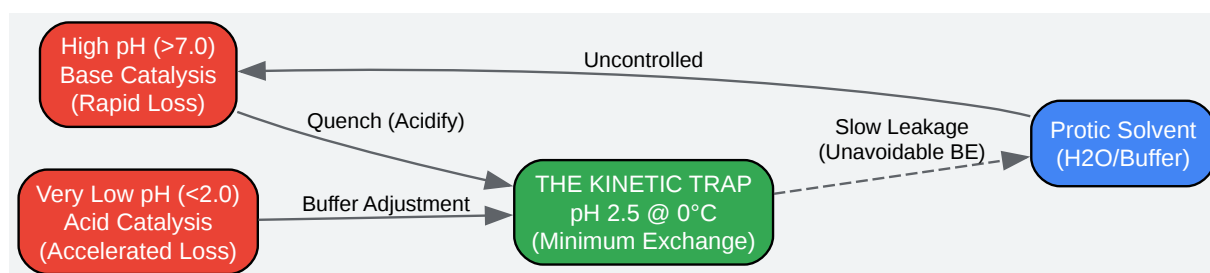 High pH (>7.0)
Base Catalysis
(Rapid Loss)
Uncontrolled
Quench (Acidify)
Slow Leakage
(Unavoidable BE)
Protic Solvent
(H2O/Buffer)
Very Low pH (<2.0)
Acid Catalysis
(Accelerated Loss)
Buffer Adjustment
THE KINETIC TRAP
pH 2.5 @ 0°C
(Minimum Exchange)